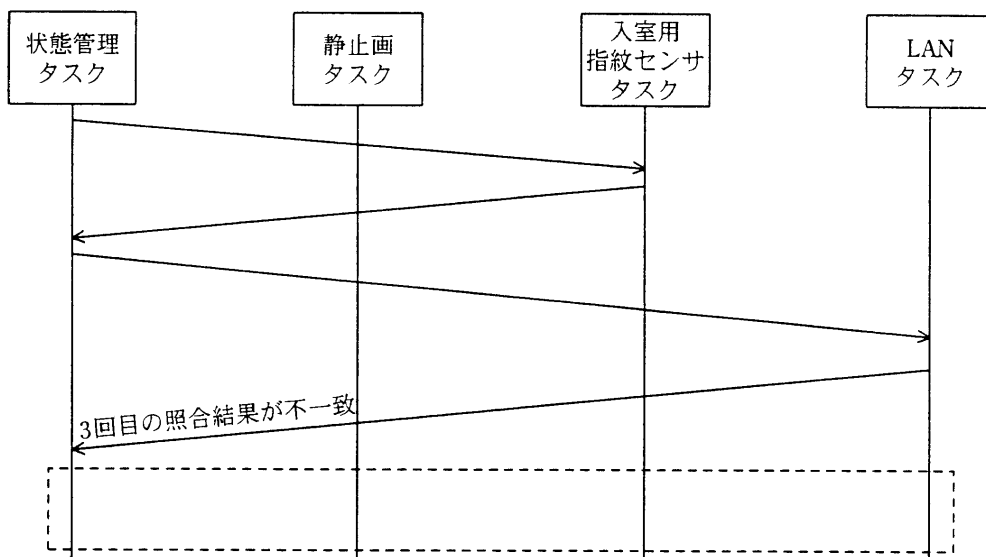 状態管理
タスク
静止画
タスク
入室用
指紋センサ
タスク
LAN
タスク
3回目の照合結果が不一致